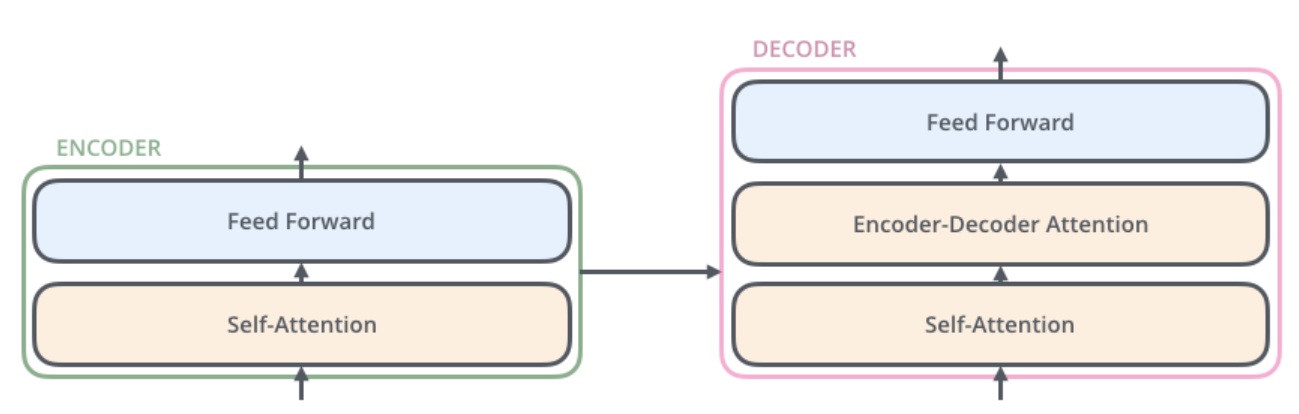 ENCODER
Feed Forward
Self-Attention
DECODER
Feed Forward
Encoder-Decoder Attention
Self-Attention